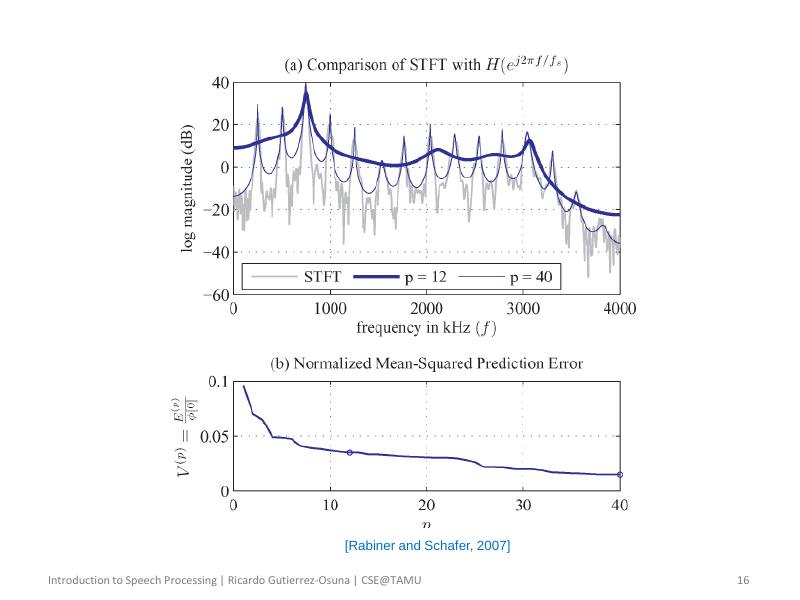 (a) Comparison of STFT with H(e^{j2πf/f_s})
40
20
0
−20
−40
−60
log magnitude (dB)
STFT p = 12 p = 40
0 1000 2000 3000 4000
frequency in kHz (f)
(b) Normalized Mean-Squared Prediction Error
0.1
0.05
0
V^{(p)} = E^{(p)}/φ[0]
0 10 20 30 40
p
[Rabiner and Schafer, 2007]
Introduction to Speech Processing | Ricardo Gutierrez-Osuna | CSE@TAMU 16